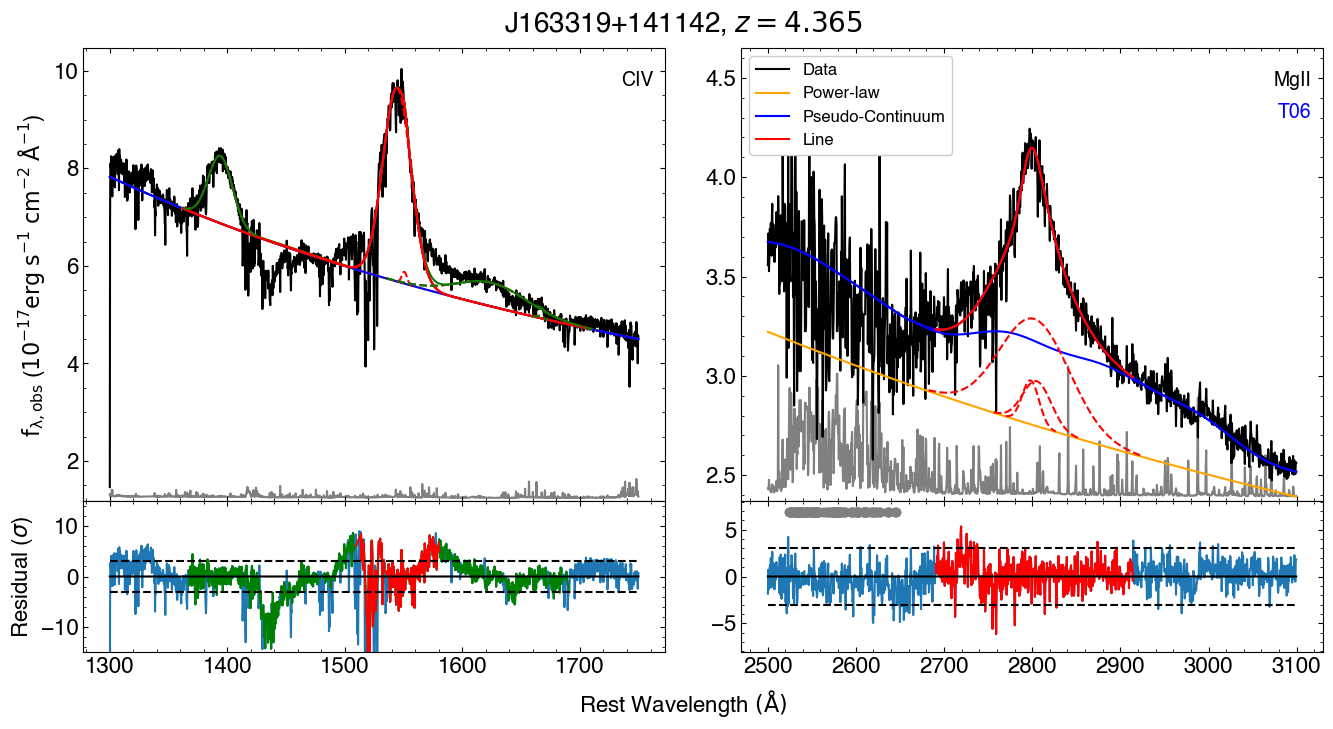 J163319+141142, z = 4.365
CIV
10
8
6
4
2
f_λ,obs (10^−17 erg s^−1 cm^−2 Å^−1)
Data
Power-law
Pseudo-Continuum
Line
MgII
T06
4.5
4.0
3.5
3.0
2.5
Residual (σ)
10
0
−10
5
0
−5
1300 1400 1500 1600 1700
2500 2600 2700 2800 2900 3000 3100
Rest Wavelength (Å)